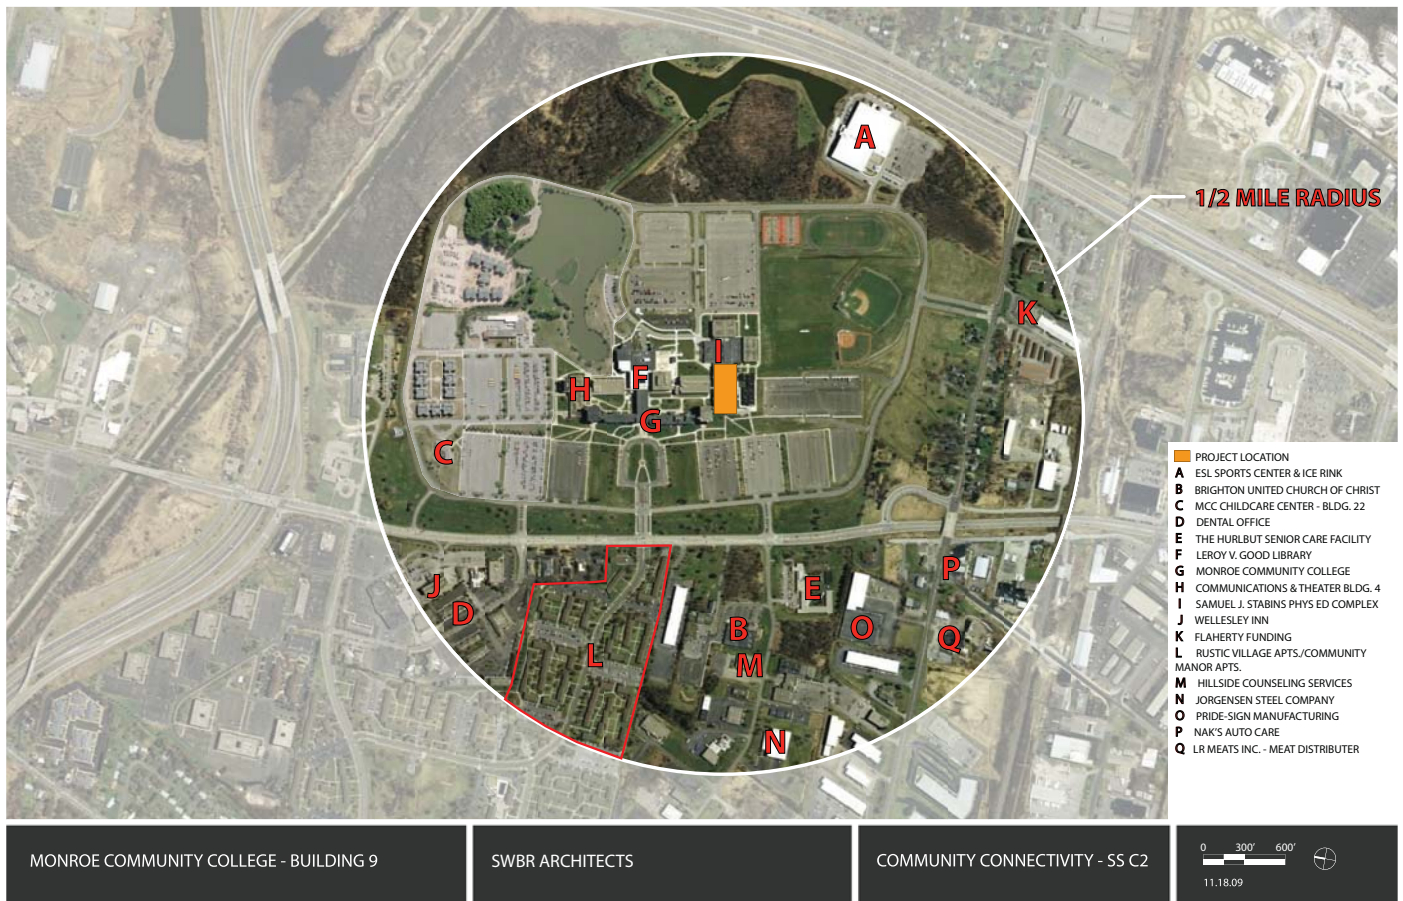 A
1/2 MILE RADIUS
K
I
F
H
G
C
P
J
E
D
B
O
Q
L
M
N
PROJECT LOCATION
A ESL SPORTS CENTER & ICE RINK
B BRIGHTON UNITED CHURCH OF CHRIST
C MCC CHILDCARE CENTER - BLDG. 22
D DENTAL OFFICE
E THE HURLBUT SENIOR CARE FACILITY
F LEROY V. GOOD LIBRARY
G MONROE COMMUNITY COLLEGE
H COMMUNICATIONS & THEATER BLDG. 4
I SAMUEL J. STABINS PHYS ED COMPLEX
J WELLESLEY INN
K FLAHERTY FUNDING
L RUSTIC VILLAGE APTS./COMMUNITY
MANOR APTS.
M HILLSIDE COUNSELING SERVICES
N JORGENSEN STEEL COMPANY
O PRIDE-SIGN MANUFACTURING
P NAK'S AUTO CARE
Q LR MEATS INC. - MEAT DISTRIBUTER
MONROE COMMUNITY COLLEGE - BUILDING 9
SWBR ARCHITECTS
COMMUNITY CONNECTIVITY - SS C2
0 300' 600'
11.18.09